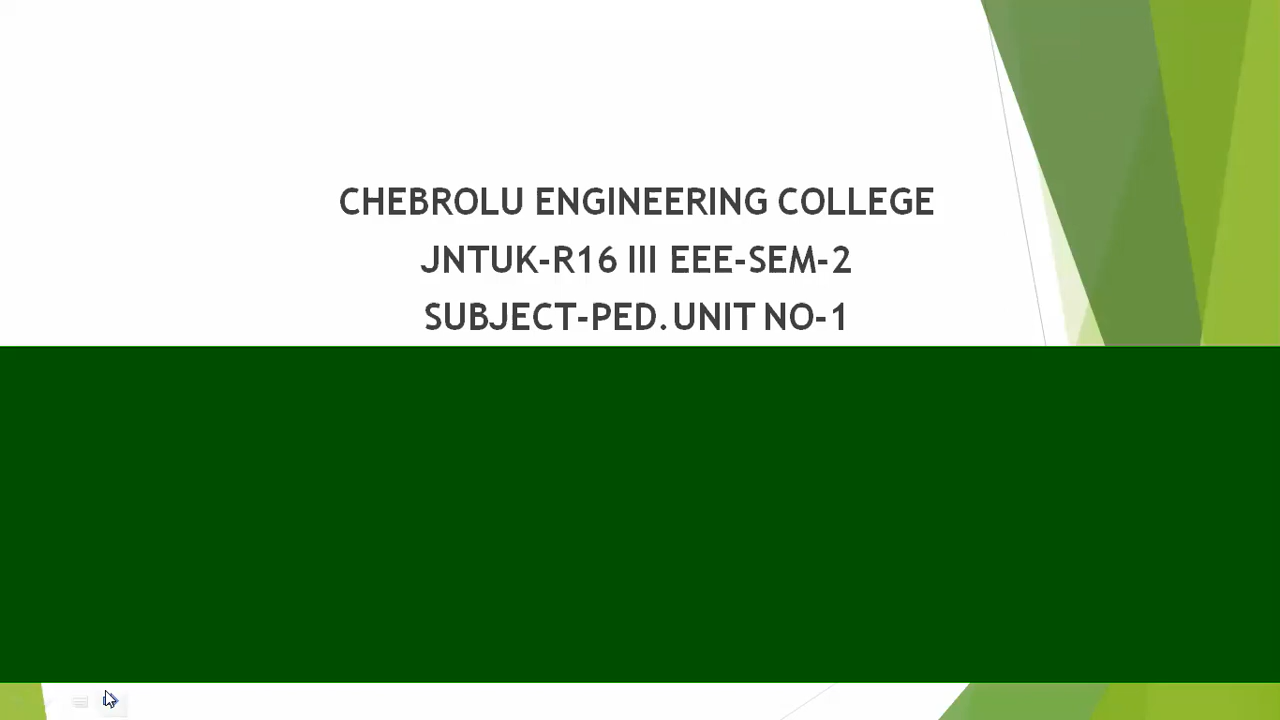 CHEBROLU ENGINEERING COLLEGE
JNTUK-R16 III EEE-SEM-2
SUBJECT-PED.UNIT NO-1